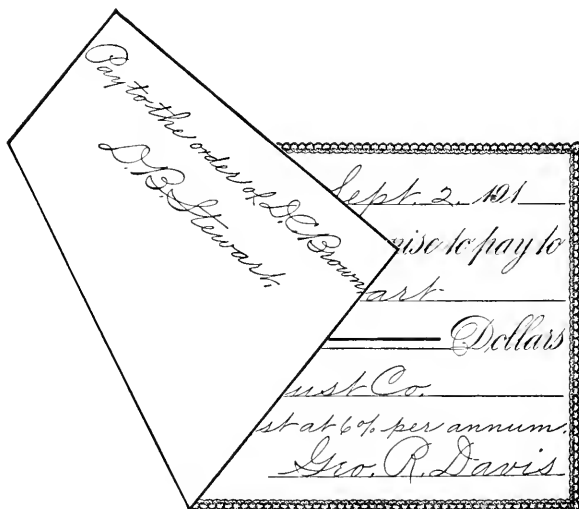 Pay to the order of D.C. Brown
D. B. Stewart.
Sept. 2, 191
mise to pay to
art
Dollars
ust Co.
st at 6% per annum.
Geo. R. Davis